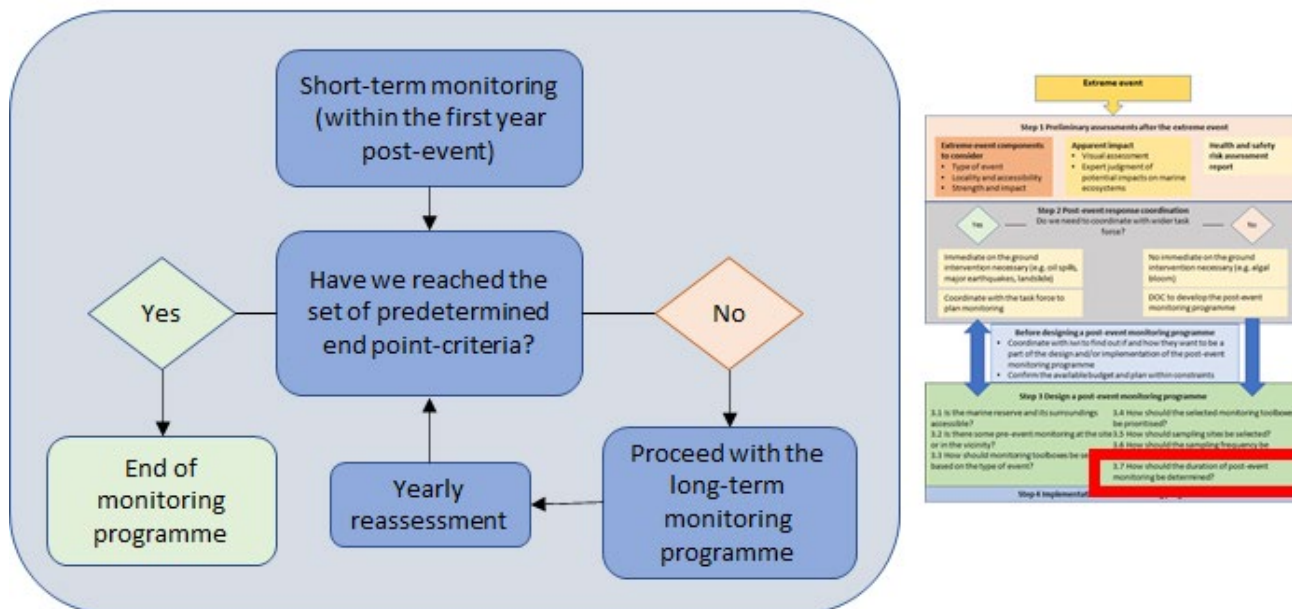 Short-term monitoring
(within the first year
post-event)
Have we reached the
set of predetermined
end point-criteria?
Yes
No
End of
monitoring
programme
Yearly
reassessment
Proceed with the
long-term
monitoring
programme
Extreme event
Step 1 Preliminary assessments after the extreme event
Extreme event components
to consider
• Type of event
• Locality and accessibility
• Strength and impact
Apparent impact
• Visual assessment
• Expert judgment of
potential impacts on marine
ecosystems
Health and safety
risk assessment
report
Step 2 Post-event response coordination
Do we need to coordinate with wider task
force?
Yes
No
Immediate on the ground
intervention necessary (e.g. oil spills,
major earthquakes, landslide)
Coordinate with the task force to
plan monitoring
No immediate on the ground
intervention necessary (e.g. algal
bloom)
DOC to develop the post-event
monitoring programme
Before designing a post-event monitoring programme
• Coordinate with iwi to find out if and how they want to be a
part of the design and/or implementation of the post-event
monitoring programme
• Confirm the available budget and plan within constraints
Step 3 Design a post-event monitoring programme
3.1 Is the marine reserve and its surroundings
accessible?
3.2 Is there some pre-event monitoring at the site
or in the vicinity?
3.3 How should monitoring toolboxes be se
based on the type of event?
3.4 How should the selected monitoring toolboxes
be prioritised?
3.5 How should sampling sites be selected?
3.6 How should the sampling frequency be
3.7 How should the duration of post-event
monitoring be determined?
Step 4